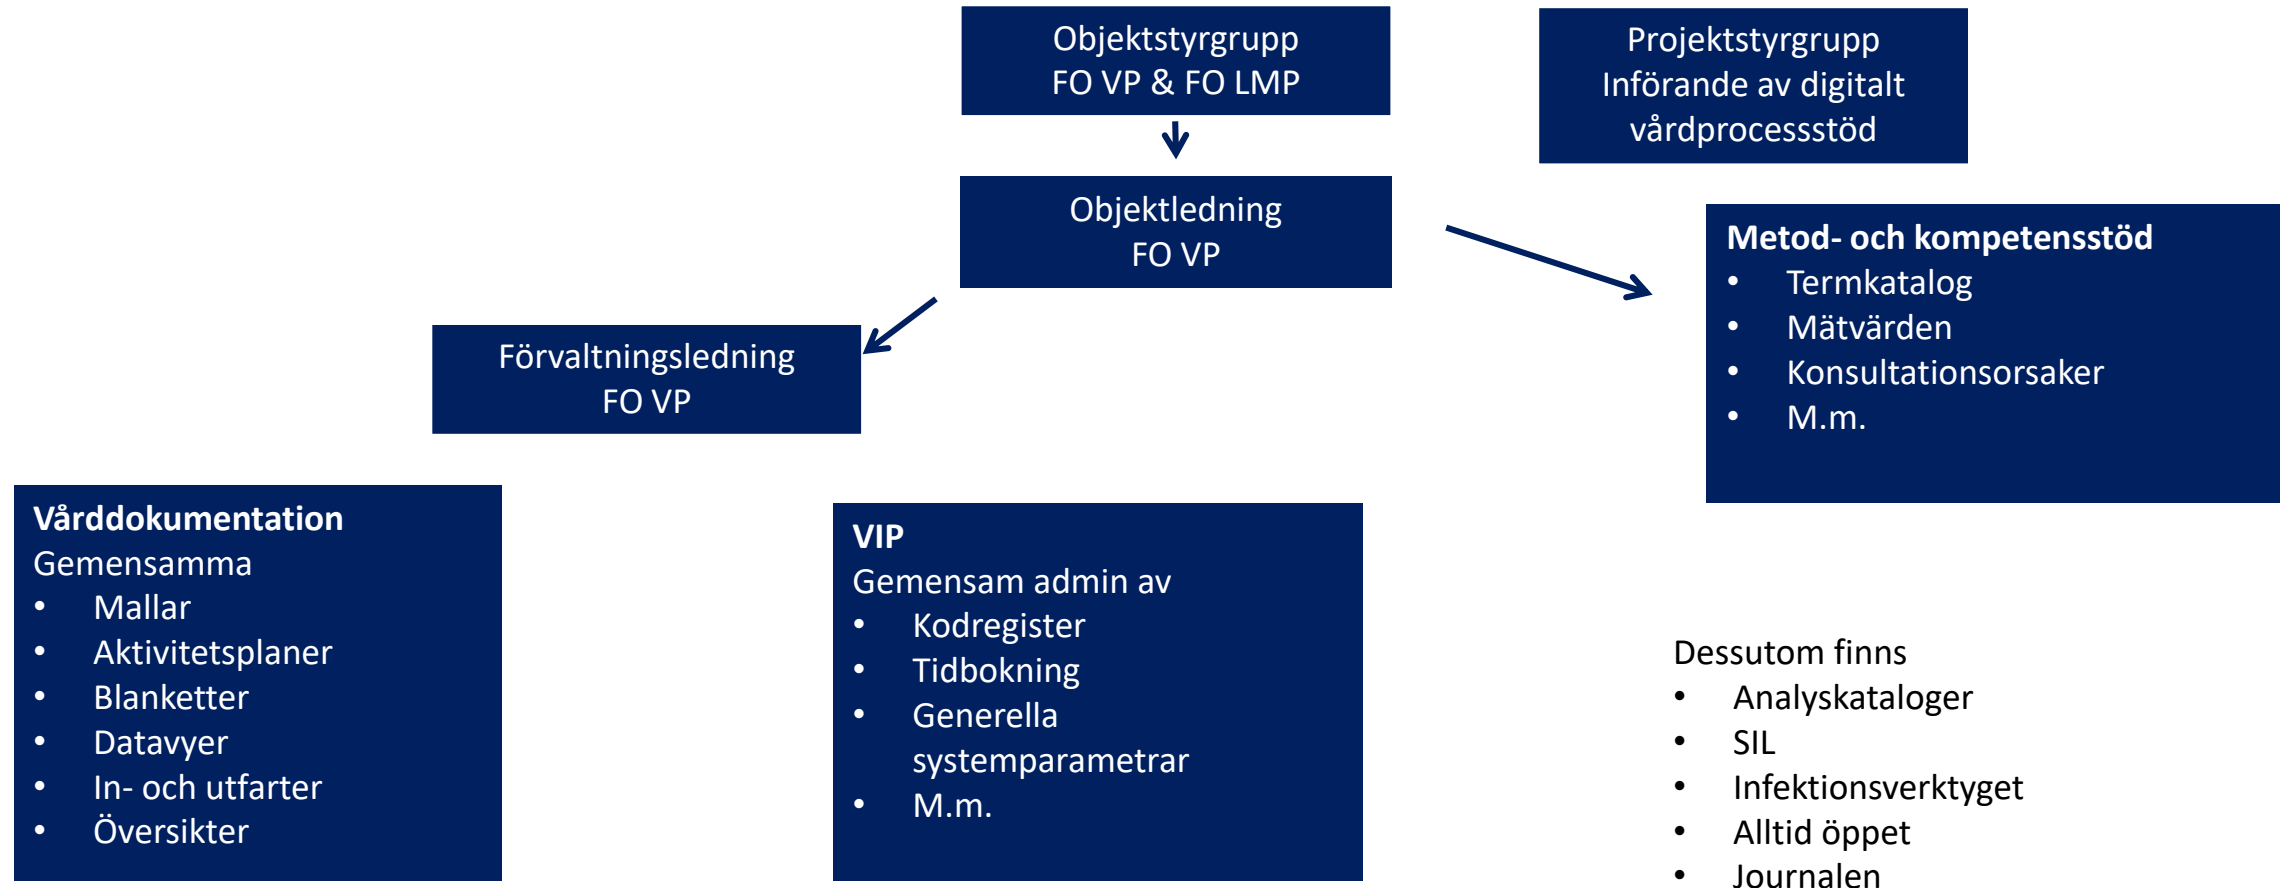 Objektstyrgrupp
FO VP & FO LMP
Projektstyrgrupp
Införande av digitalt
vårdprocessstöd
Objektledning
FO VP
Metod- och kompetensstöd
• Termkatalog
• Mätvärden
• Konsultationsorsaker
• M.m.
Förvaltningsledning
FO VP
Vårddokumentation
Gemensamma
• Mallar
• Aktivitetsplaner
• Blanketter
• Datavyer
• In- och utfarter
• Översikter
VIP
Gemensam admin av
• Kodregister
• Tidbokning
• Generella
systemparametrar
• M.m.
Dessutom finns
• Analyskataloger
• SIL
• Infektionsverktyget
• Alltid öppet
• Journalen